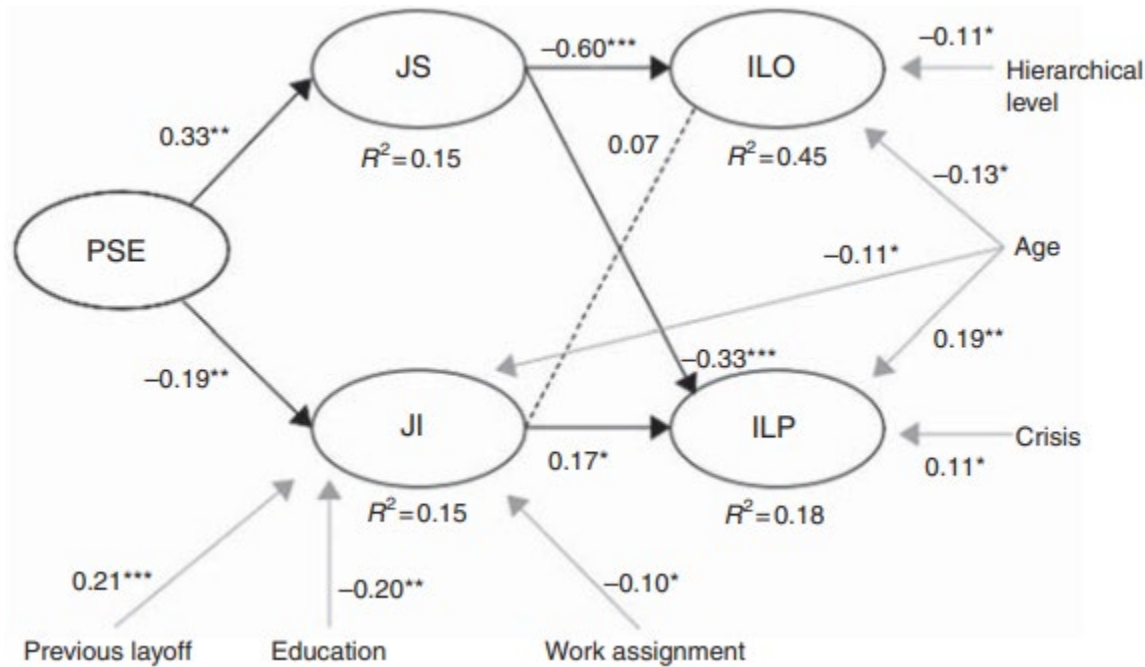 JS
–0.60***
ILO
–0.11*
Hierarchical
level
0.33**
R² = 0.15
0.07
R² = 0.45
–0.13*
PSE
–0.11*
Age
–0.19**
–0.33***
0.19**
JI
ILP
Crisis
0.17*
0.11*
R² = 0.15
R² = 0.18
0.21***
–0.20**
–0.10*
Previous layoff
Education
Work assignment